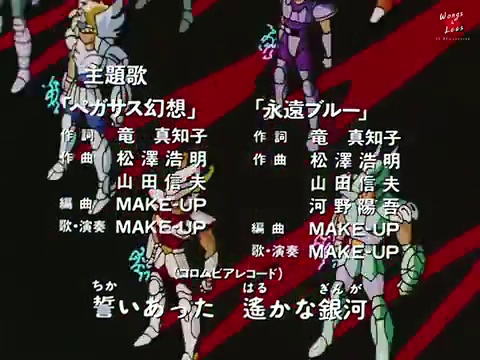 Wongs
&
Loos
主題歌
「ペガサス幻想」
作詞 竜 真知子
作曲 松澤浩明
山田信夫
編曲 MAKE-UP
歌・演奏 MAKE-UP
「永遠ブルー」
作詞 竜 真知子
作曲 松澤浩明
山田信夫
河野陽吾
編曲 MAKE-UP
歌・演奏 MAKE-UP
(コロムビアレコード)
ちか はる ぎんが
誓いあった 遙かな銀河